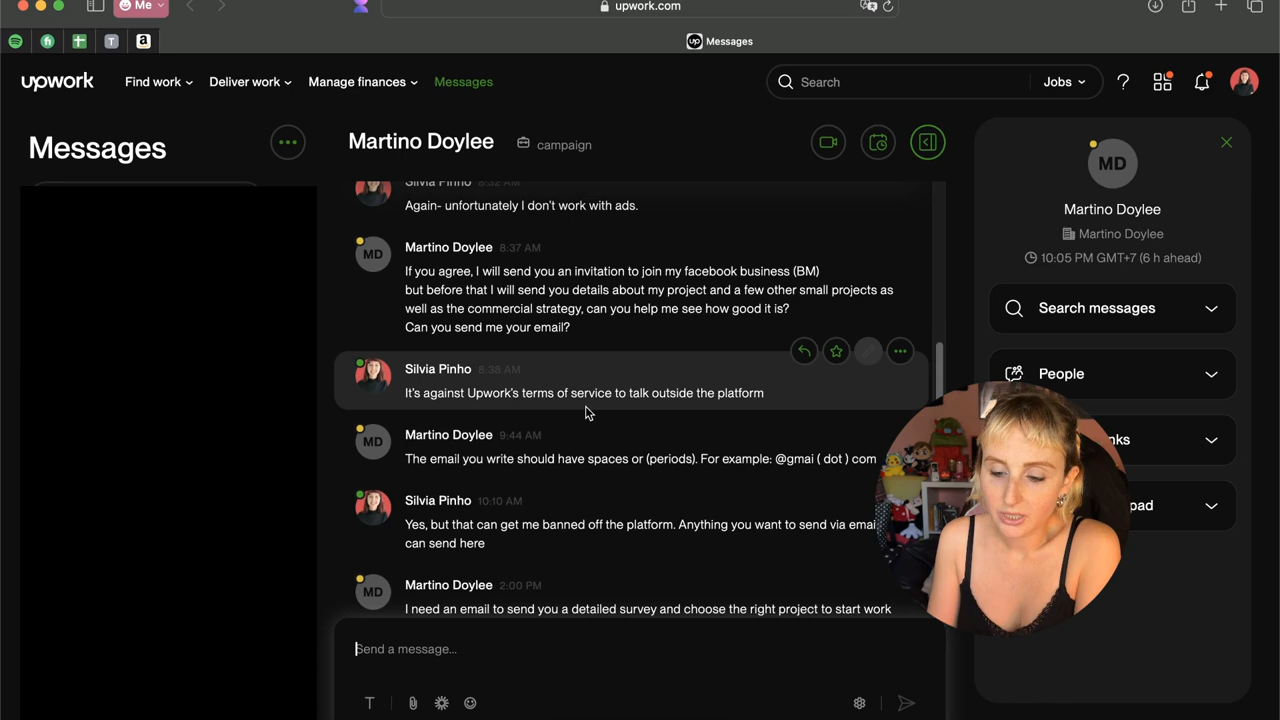 Me
upwork.com
T
a
up Messages
upwork
Find work
Deliver work
Manage finances
Messages
Search
Jobs
?
Messages
Martino Doylee
campaign
Silvia Pinho 8:32 AM
Again- unfortunately I don't work with ads.
MD
Martino Doylee 8:37 AM
If you agree, I will send you an invitation to join my facebook business (BM)
but before that I will send you details about my project and a few other small projects as
well as the commercial strategy, can you help me see how good it is?
Can you send me your email?
Silvia Pinho 8:38 AM
It's against Upwork's terms of service to talk outside the platform
MD
Martino Doylee 9:44 AM
The email you write should have spaces or (periods). For example: @gmai ( dot ) com
Silvia Pinho 10:10 AM
Yes, but that can get me banned off the platform. Anything you want to send via emai
can send here
MD
Martino Doylee 2:00 PM
I need an email to send you a detailed survey and choose the right project to start work
Send a message...
T
MD
Martino Doylee
Martino Doylee
10:05 PM GMT+7 (6 h ahead)
Search messages
People
nks
pad